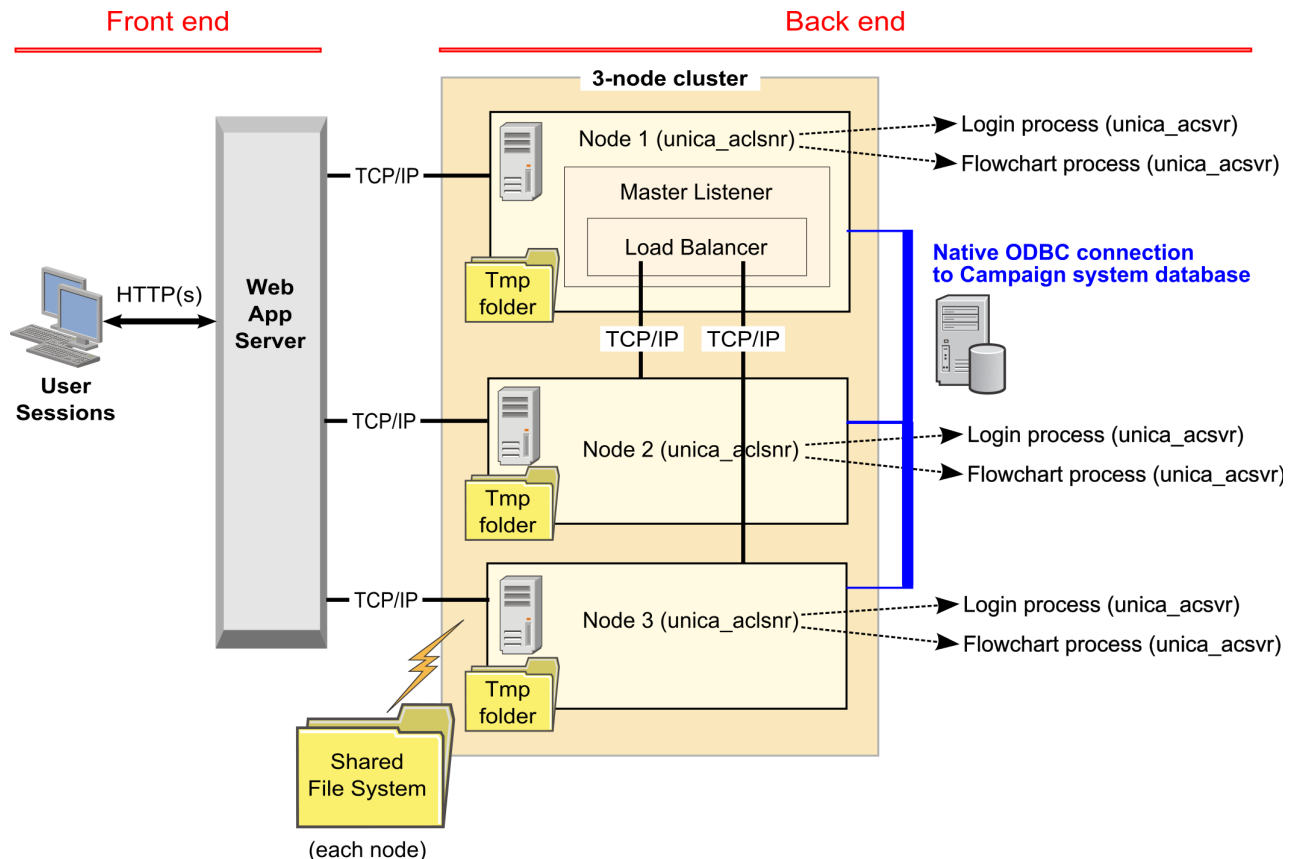 Front end
Back end
3-node cluster
Node 1 (unica_aclsnr)
Login process (unica_acsvr)
Flowchart process (unica_acsvr)
TCP/IP
Master Listener
Load Balancer
Tmp
folder
Native ODBC connection
to Campaign system database
HTTP(s)
Web
App
Server
User
Sessions
TCP/IP
TCP/IP
TCP/IP
Node 2 (unica_aclsnr)
Login process (unica_acsvr)
Flowchart process (unica_acsvr)
Tmp
folder
TCP/IP
Node 3 (unica_aclsnr)
Login process (unica_acsvr)
Flowchart process (unica_acsvr)
Tmp
folder
Shared
File System
(each node)